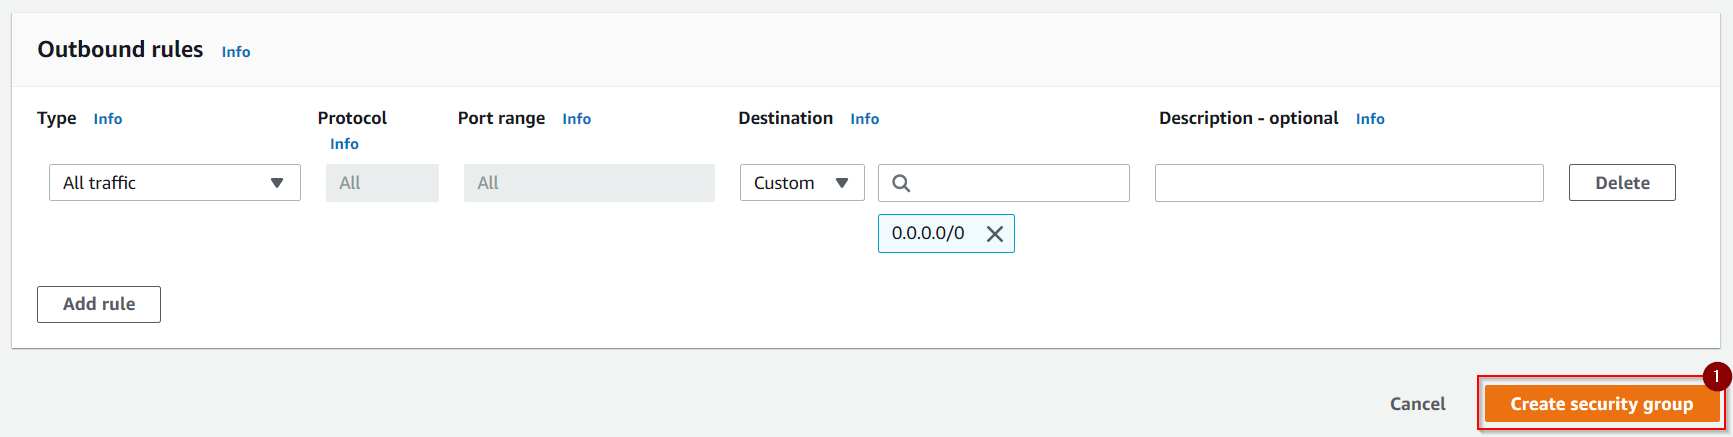 Outbound rules Info
Type Info Protocol Info Port range Info Destination Info Description - optional Info
All traffic All All Custom Delete
0.0.0.0/0
Add rule
1
Cancel Create security group